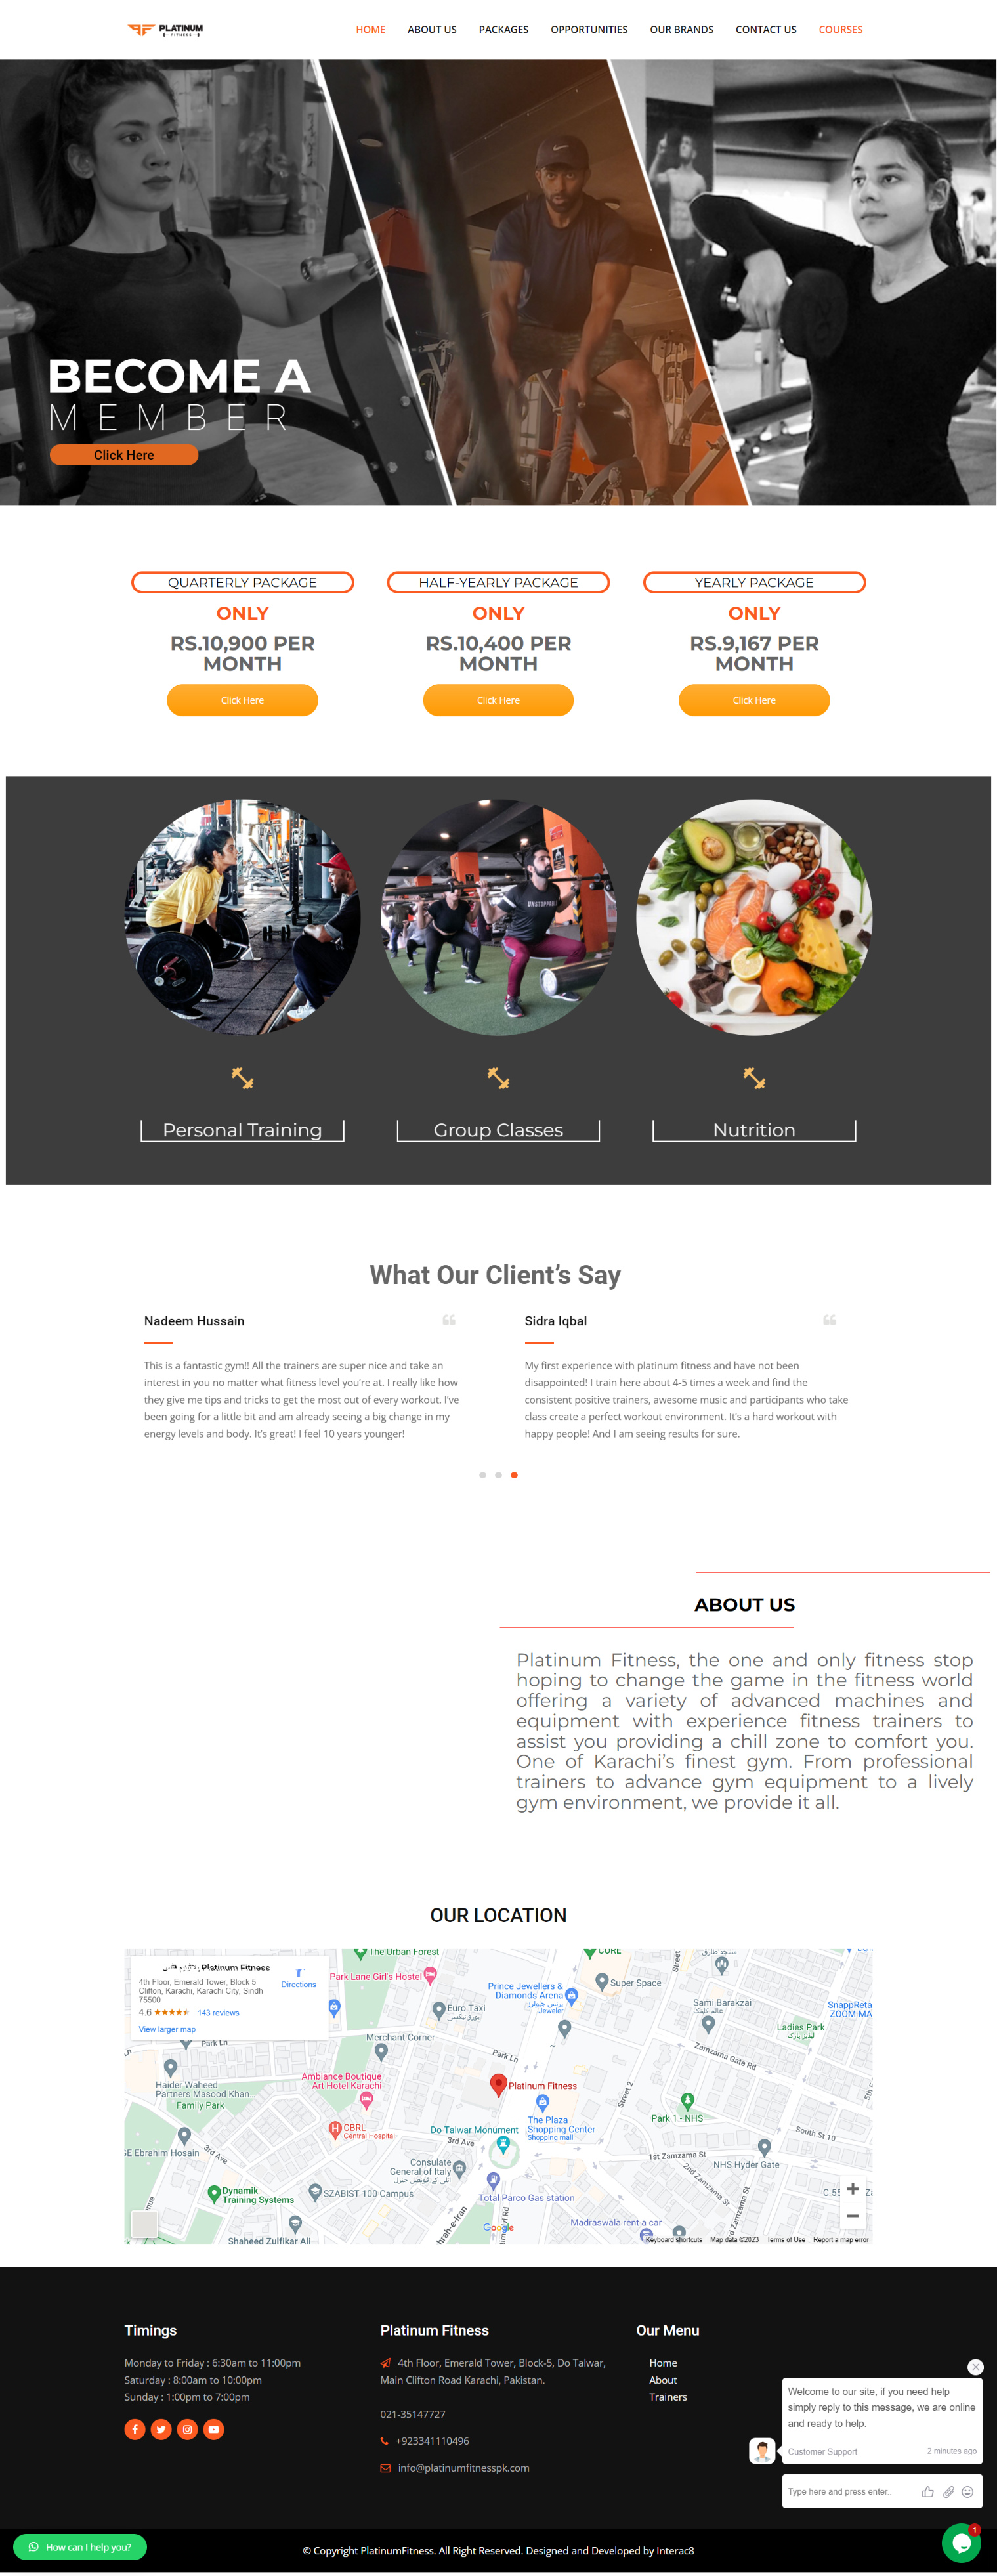 PLATINUM
FITNESS
HOME ABOUT US PACKAGES OPPORTUNITIES OUR BRANDS CONTACT US COURSES
BECOME A
MEMBER
Click Here
QUARTERLY PACKAGE
ONLY
RS.10,900 PER
MONTH
Click Here
HALF-YEARLY PACKAGE
ONLY
RS.10,400 PER
MONTH
Click Here
YEARLY PACKAGE
ONLY
RS.9,167 PER
MONTH
Click Here
Personal Training
Group Classes
Nutrition
What Our Client’s Say
Nadeem Hussain
This is a fantastic gym!! All the trainers are super nice and take an
interest in you no matter what fitness level you’re at. I really like how
they give me tips and tricks to get the most out of every workout. I’ve
been going for a little bit and am already seeing a big change in my
energy levels and body. It’s great! I feel 10 years younger!
Sidra Iqbal
My first experience with platinum fitness and have not been
disappointed! I train here about 4-5 times a week and find the
consistent positive trainers, awesome music and participants who take
class create a perfect workout environment. It’s a hard workout with
happy people! And I am seeing results for sure.
ABOUT US
Platinum Fitness, the one and only fitness stop
hoping to change the game in the fitness world
offering a variety of advanced machines and
equipment with experience fitness trainers to
assist you providing a chill zone to comfort you.
One of Karachi’s finest gym. From professional
trainers to advance gym equipment to a lively
gym environment, we provide it all.
OUR LOCATION
پلاٹینیم فٹنس Platinum Fitness
4th Floor, Emerald Tower, Block 5
Clifton, Karachi, Karachi City, Sindh
75500
Directions
4.6 143 reviews
View larger map
The Urban Forest
Park Lane Girl's Hostel
CORE
Super Space
Prince Jewellers &
Diamonds Arena
Jeweler
Euro Taxi
Merchant Corner
Park Ln
Park Ln
Sami Barakzai
SnappReta
ZOOM MA
Ladies Park
Zamzama Gate Rd
Haider Waheed
Partners Masood Khan...
Family Park
Ambiance Boutique
Art Hotel Karachi
Platinum Fitness
Street 2
Street
5th S
The Plaza
Shopping Center
Shopping mall
Park 1 - NHS
CBRL
Central Hospital
Do Talwar Monument
3rd Ave
3rd Ave
South St 10
1st Zamzama St
NHS Hyder Gate
2nd Zamzama St
SE Ebrahim Hosain
Consulate
General of Italy
Dynamik
Training Systems
SZABIST 100 Campus
Total Parco Gas station
Madraswala rent a car
C-55
Shaheed Zulfikar Ali
Google
Keyboard shortcuts Map data ©2023 Terms of Use Report a map error
Timings
Monday to Friday : 6:30am to 11:00pm
Saturday : 8:00am to 10:00pm
Sunday : 1:00pm to 7:00pm
Platinum Fitness
4th Floor, Emerald Tower, Block-5, Do Talwar,
Main Clifton Road Karachi, Pakistan.
021-35147727
+923341110496
info@platinumfitnesspk.com
Our Menu
Home
About
Trainers
Welcome to our site, if you need help
simply reply to this message, we are online
and ready to help.
Customer Support 2 minutes ago
Type here and press enter..
1
How can I help you?
© Copyright PlatinumFitness. All Right Reserved. Designed and Developed by Interac8